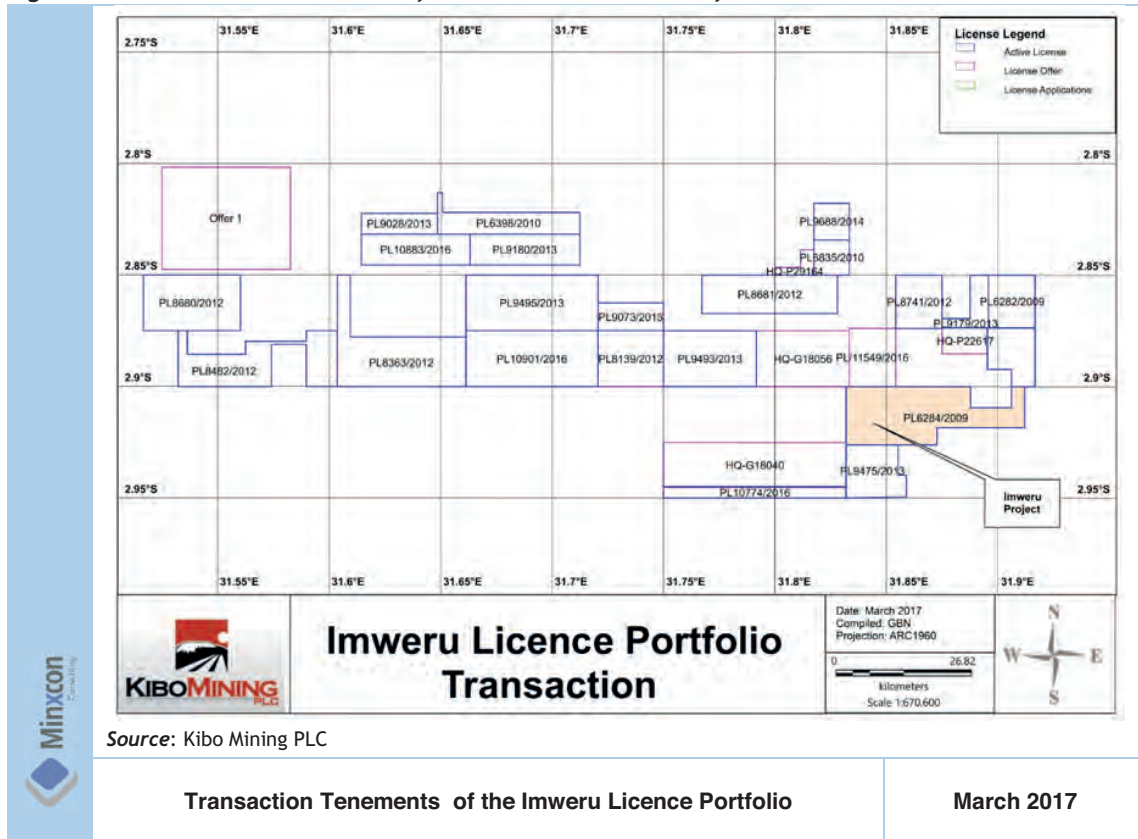 31.55°E 31.6°E 31.65°E 31.7°E 31.75°E 31.8°E 31.85°E
License Legend
Active License
License Offer
License Applications
2.75°S
2.8°S 2.8°S
Offer 1
PL9028/2013 PL6398/2010 PL9688/2014
PL10883/2016 PL9180/2013 PL6835/2010
HQ-P29164
2.85°S 2.85°S
PL8680/2012 PL9495/2013 PL8681/2012 PL8741/2012 PL6282/2009
PL9073/2013 PL9179/2013
HQ-P22617
PL8482/2012 PL8363/2012 PL10901/2016 PL8139/2012 PL9493/2013 HQ-G18056 PL/11549/2016
2.9°S 2.9°S
PL6284/2009
HQ-G18040 PL9475/2013
PL10774/2016
2.95°S 2.95°S
Imweru
Project
31.55°E 31.6°E 31.65°E 31.7°E 31.75°E 31.8°E 31.85°E 31.9°E
KIBOMINING
PLC
Imweru Licence Portfolio
Transaction
Date: March 2017
Compiled: GBN
Projection: ARC1960
0 26.82
kilometers
Scale 1:670,600
N
W E
S
Minxcon
Source: Kibo Mining PLC
Transaction Tenements of the Imweru Licence Portfolio
March 2017